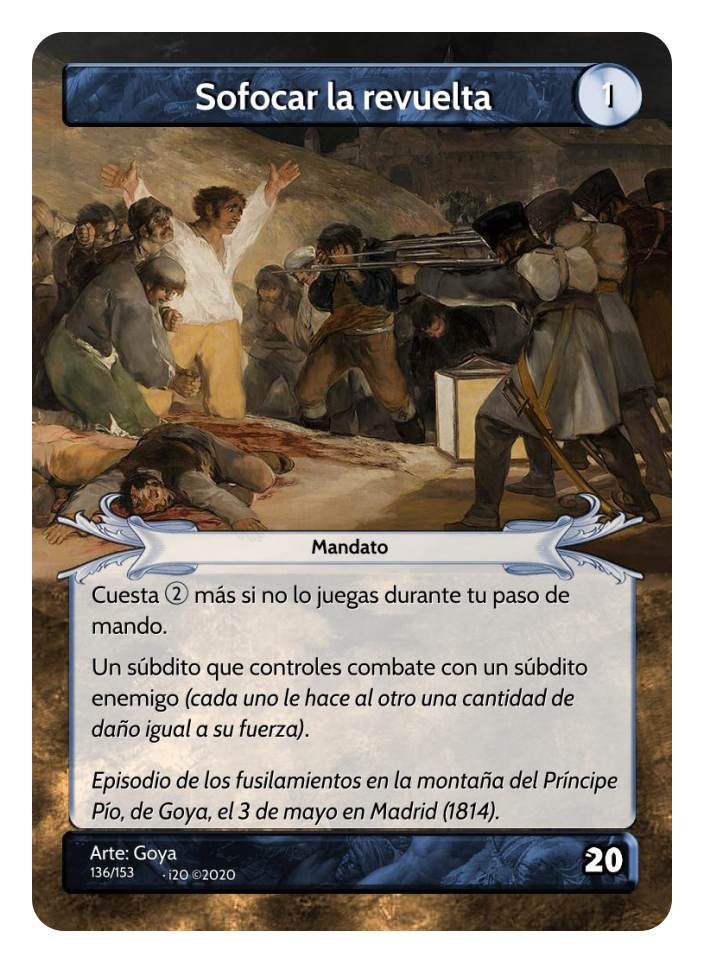 Sofocar la revuelta
1
Mandato
Cuesta ② más si no lo juegas durante tu paso de
mando.
Un súbdito que controles combate con un súbdito
enemigo (cada uno le hace al otro una cantidad de
daño igual a su fuerza).
Episodio de los fusilamientos en la montaña del Príncipe
Pío, de Goya, el 3 de mayo en Madrid (1814).
Arte: Goya
136/153 · i20 ©2020
20